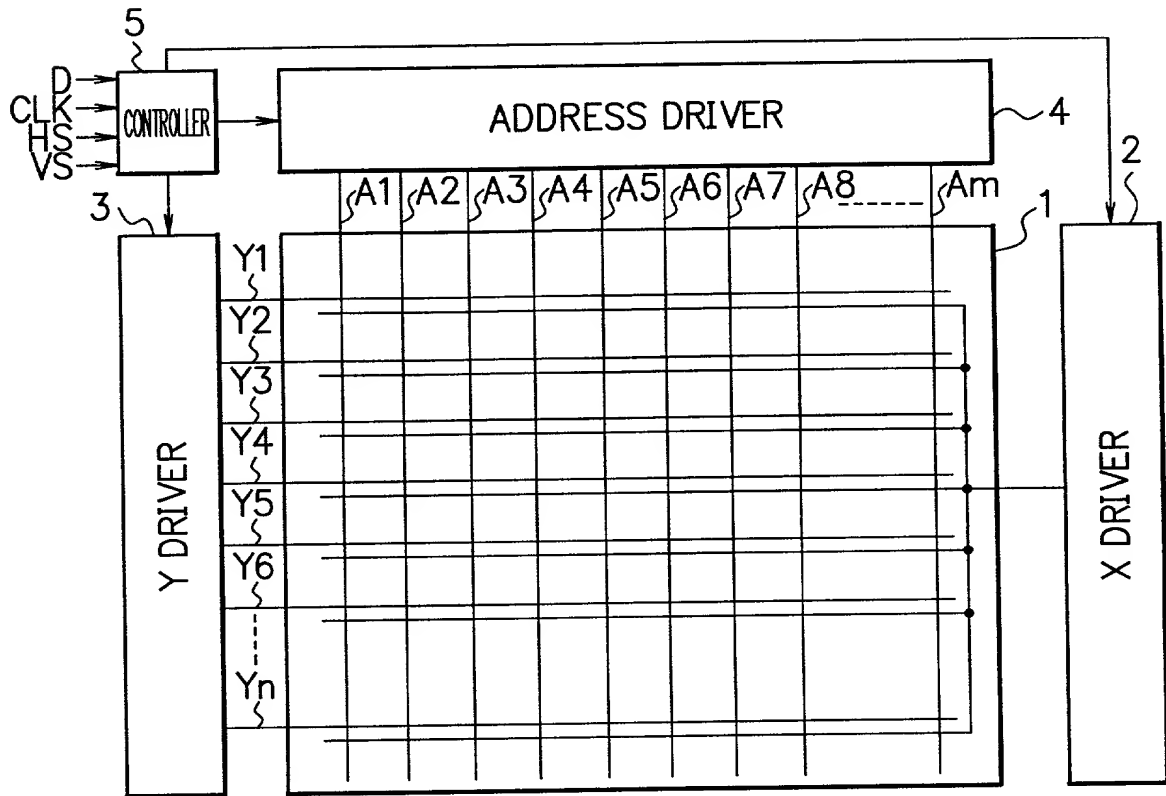 5
D
CLK
HS
VS
CONTROLLER
ADDRESS DRIVER
4
2
3
A1 A2 A3 A4 A5 A6 A7 A8 Am
1
Y1
Y2
Y3
Y4
Y5
Y6
Yn
Y DRIVER
X DRIVER